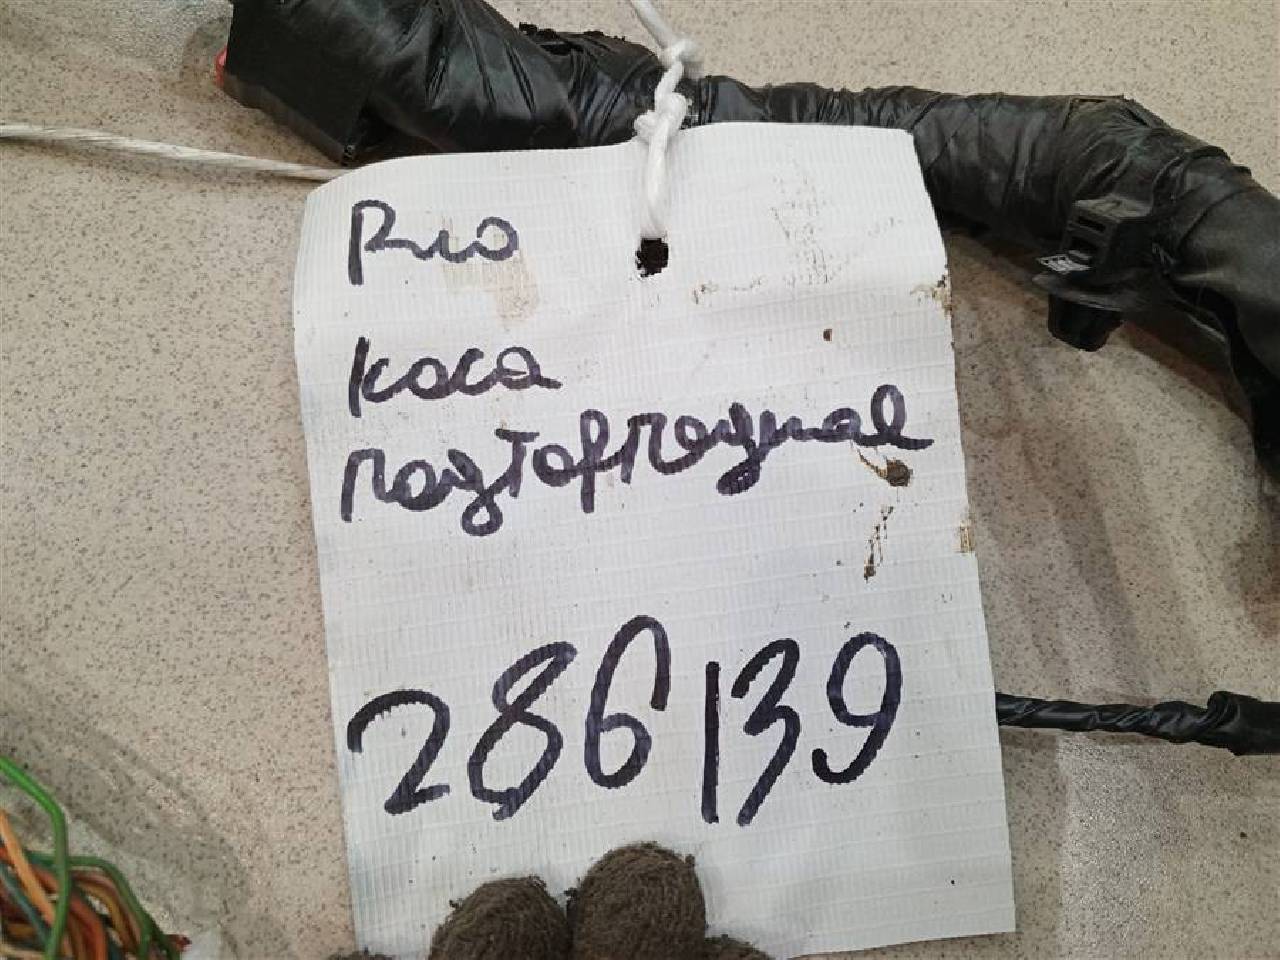 Rio
коса
подторпедная
286139